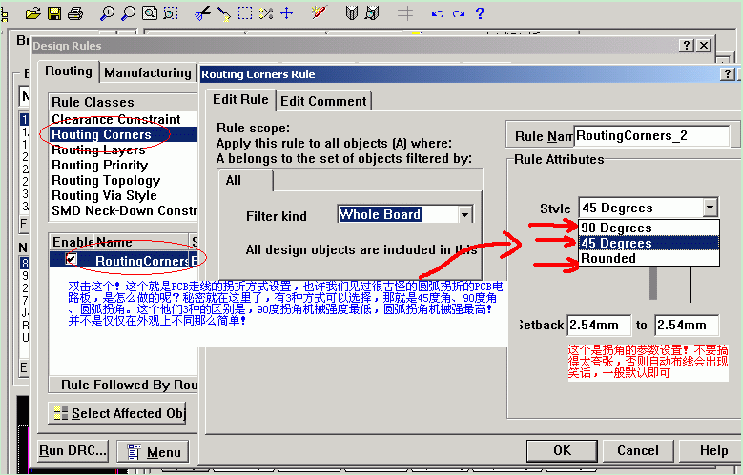 Design Rules
Routing
Manufacturing
Rule Classes
Clearance Constraint
Routing Corners
Routing Layers
Routing Priority
Routing Topology
Routing Via Style
SMD Neck-Down Constr
Enable Name
RoutingCorners
双击这个！这个就是PCB走线的拐折方式设置，也许我们见过很古怪的圆弧拐折的PCB电
路板，是怎么做的呢？秘密就在这里了，有3种方式可以选择，那就是45度角、90度角
、圆弧拐角。这个他们3种的区别是，90度拐角机械强度最低，圆弧拐角机械强最高！
并不是仅仅在外观上不同那么简单！
Rule Followed By Rou
Select Affected Obj
Run DRC...
Menu
Routing Corners Rule
Edit Rule
Edit Comment
Rule scope:
Apply this rule to all objects (A) where:
A belongs to the set of objects filtered by:
All
Filter kind
Whole Board
All design objects are included in this
Rule Nam
RoutingCorners_2
Rule Attributes
Style
45 Degrees
90 Degrees
45 Degrees
Rounded
Setback
2.54mm
to
2.54mm
这个是拐角的参数设置！不要搞
得太夸张，否则自动布线会出现
笑话，一般默认即可
OK
Cancel
Help